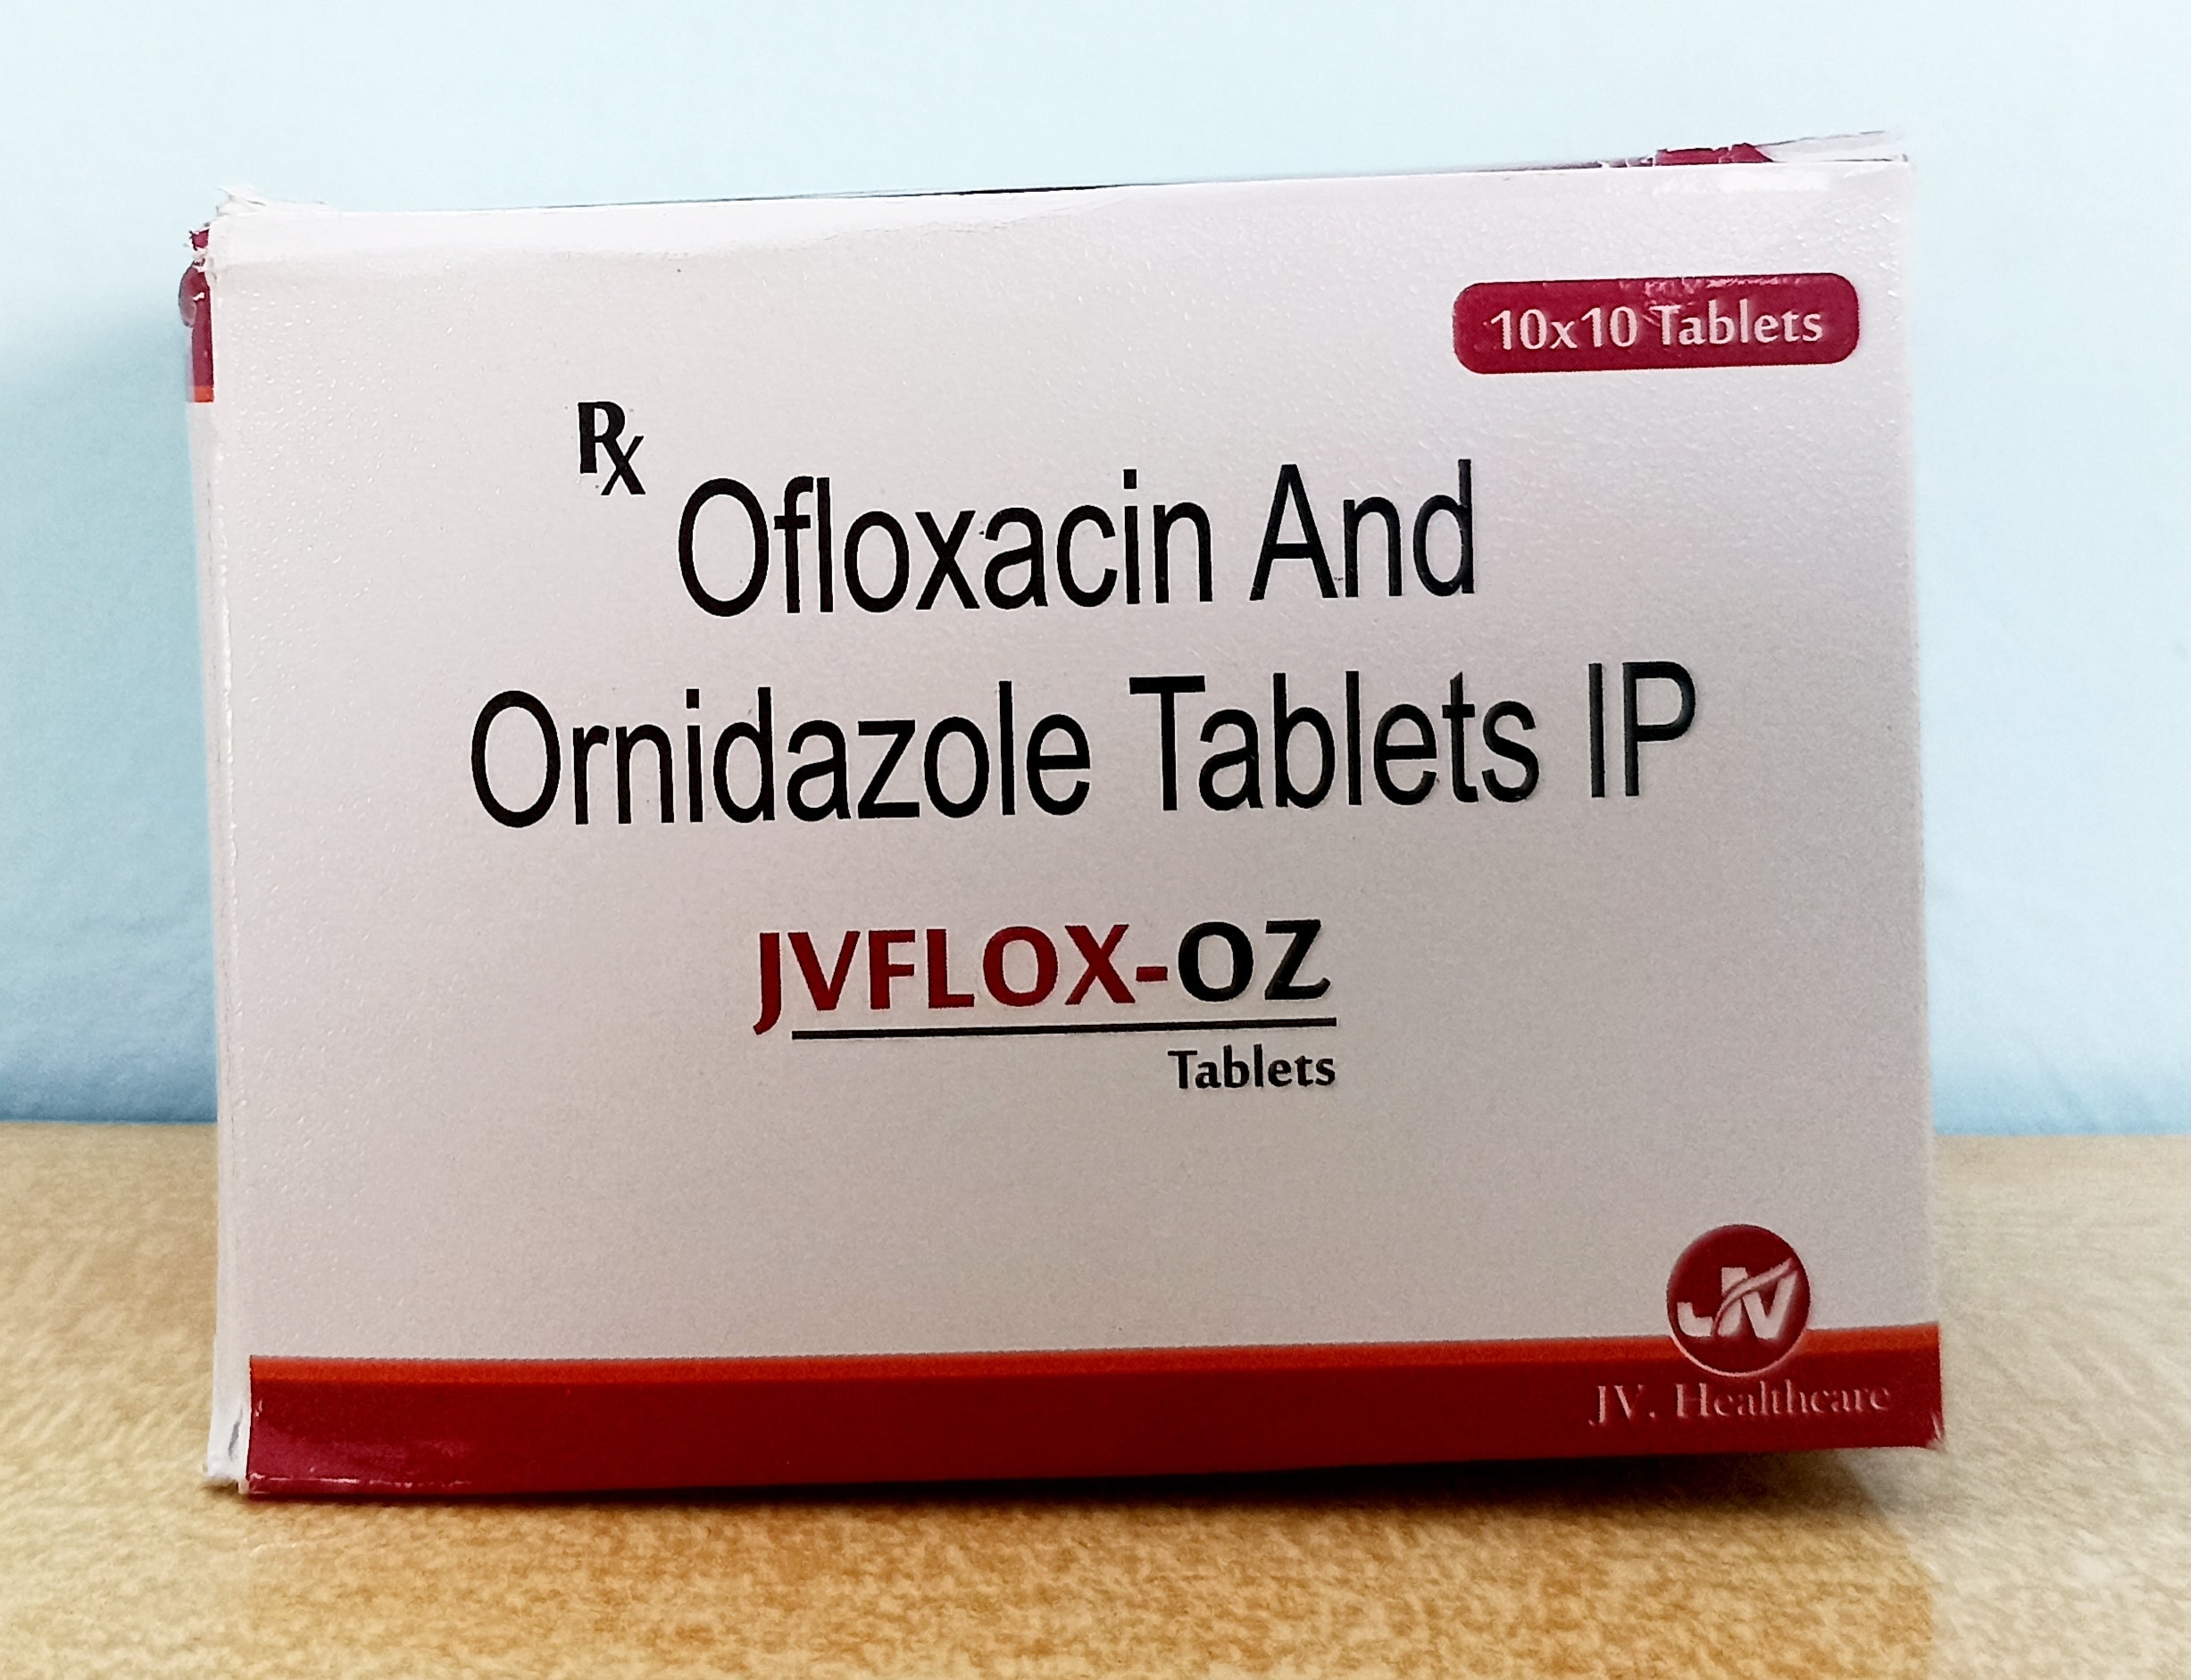 10x10 Tablets
Rx
Ofloxacin And
Ornidazole Tablets IP
JVFLOX-OZ
Tablets
JV
JV. Healthcare